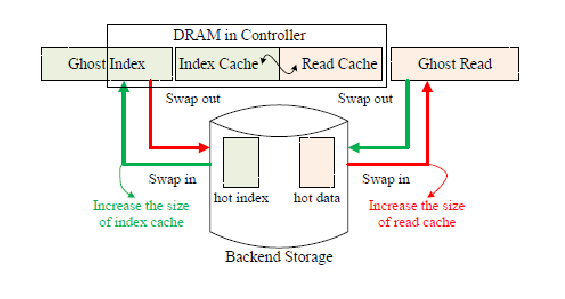 DRAM in Controller
Ghost Index
Index Cache
Read Cache
Ghost Read
Swap out
Swap out
Swap in
Swap in
hot index
hot data
Increase the size
of index cache
Increase the size
of read cache
Backend Storage